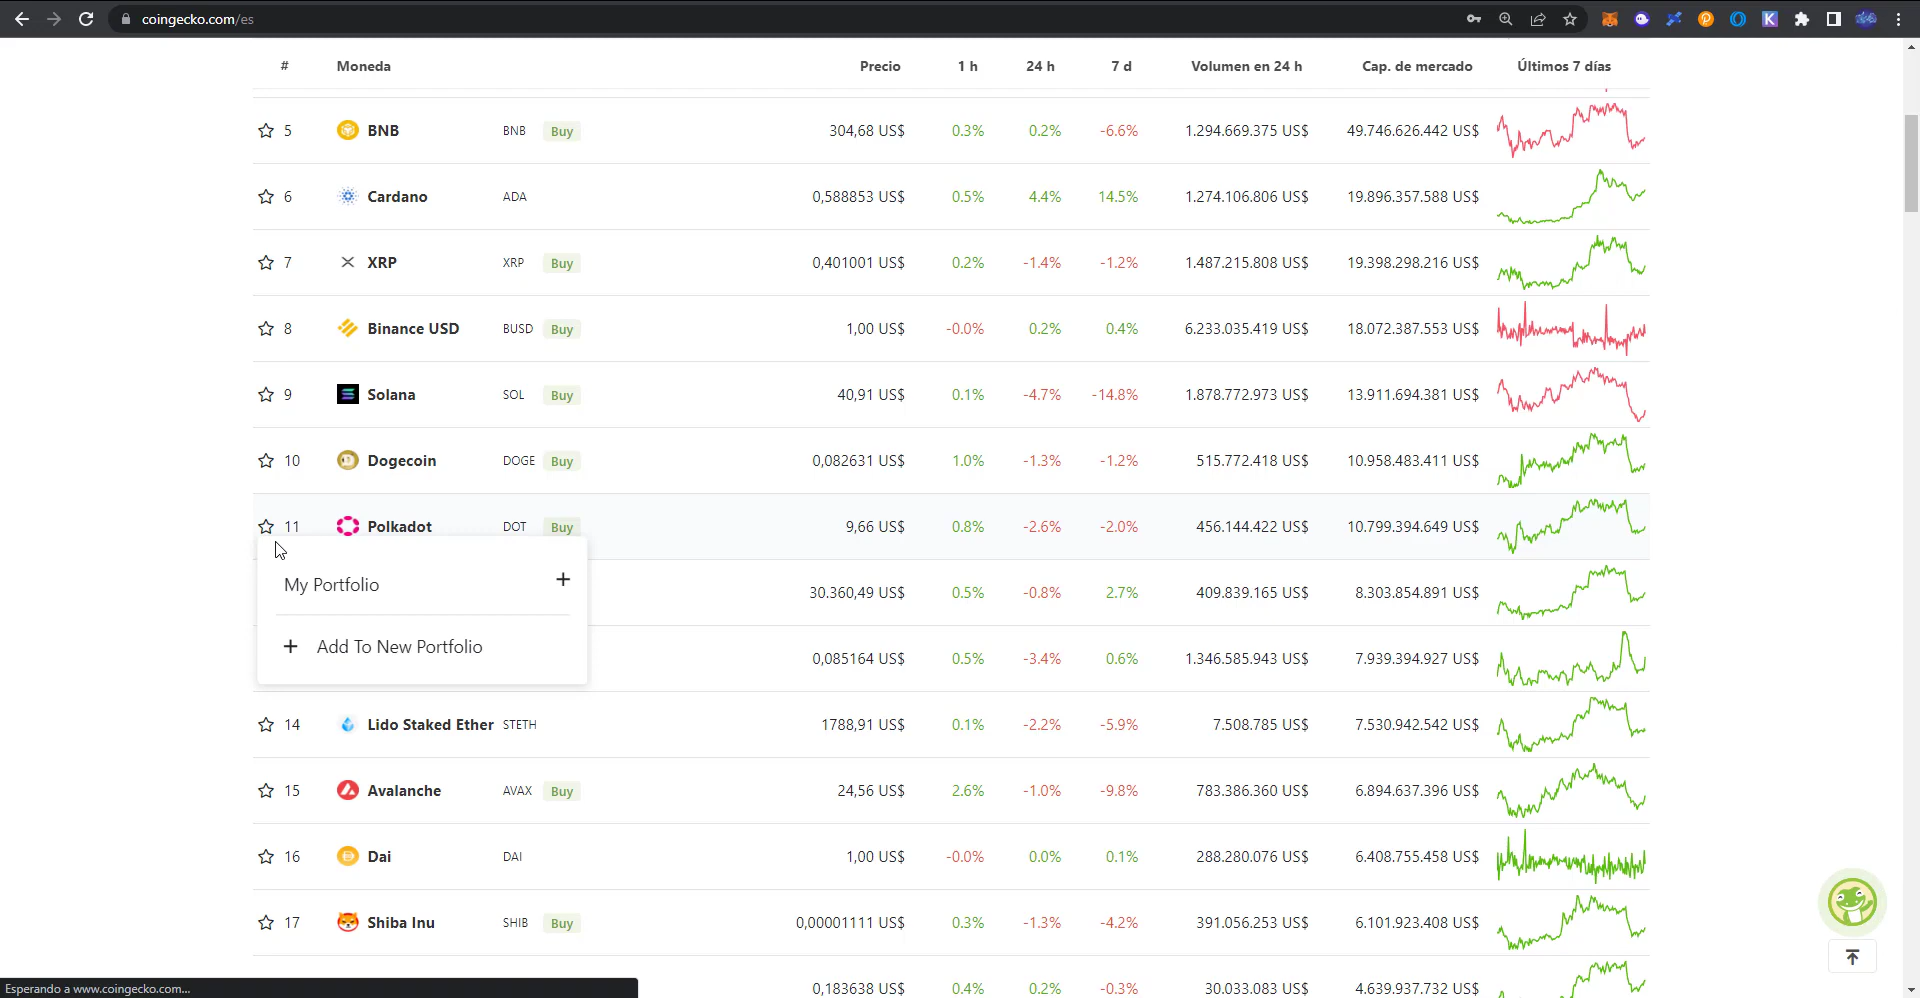 coingecko.com/es
# Moneda Precio 1 h 24 h 7 d Volumen en 24 h Cap. de mercado Últimos 7 días
5 BNB BNB Buy 304,68 US$ 0.3% 0.2% -6.6% 1.294.669.375 US$ 49.746.626.442 US$
6 Cardano ADA 0,588853 US$ 0.5% 4.4% 14.5% 1.274.106.806 US$ 19.896.357.588 US$
7 XRP XRP Buy 0,401001 US$ 0.2% -1.4% -1.2% 1.487.215.808 US$ 19.398.298.216 US$
8 Binance USD BUSD Buy 1,00 US$ -0.0% 0.2% 0.4% 6.233.035.419 US$ 18.072.387.553 US$
9 Solana SOL Buy 40,91 US$ 0.1% -4.7% -14.8% 1.878.772.973 US$ 13.911.694.381 US$
10 Dogecoin DOGE Buy 0,082631 US$ 1.0% -1.3% -1.2% 515.772.418 US$ 10.958.483.411 US$
11 Polkadot DOT Buy 9,66 US$ 0.8% -2.6% -2.0% 456.144.422 US$ 10.799.394.649 US$
My Portfolio +
30.360,49 US$ 0.5% -0.8% 2.7% 409.839.165 US$ 8.303.854.891 US$
+ Add To New Portfolio
0,085164 US$ 0.5% -3.4% 0.6% 1.346.585.943 US$ 7.939.394.927 US$
14 Lido Staked Ether STETH 1788,91 US$ 0.1% -2.2% -5.9% 7.508.785 US$ 7.530.942.542 US$
15 Avalanche AVAX Buy 24,56 US$ 2.6% -1.0% -9.8% 783.386.360 US$ 6.894.637.396 US$
16 Dai DAI 1,00 US$ -0.0% 0.0% 0.1% 288.280.076 US$ 6.408.755.458 US$
17 Shiba Inu SHIB Buy 0,00001111 US$ 0.3% -1.3% -4.2% 391.056.253 US$ 6.101.923.408 US$
0,183638 US$ 0.4% 0.2% -0.3% 30.033.083 US$ 4.639.937.732 US$
Esperando a www.coingecko.com...